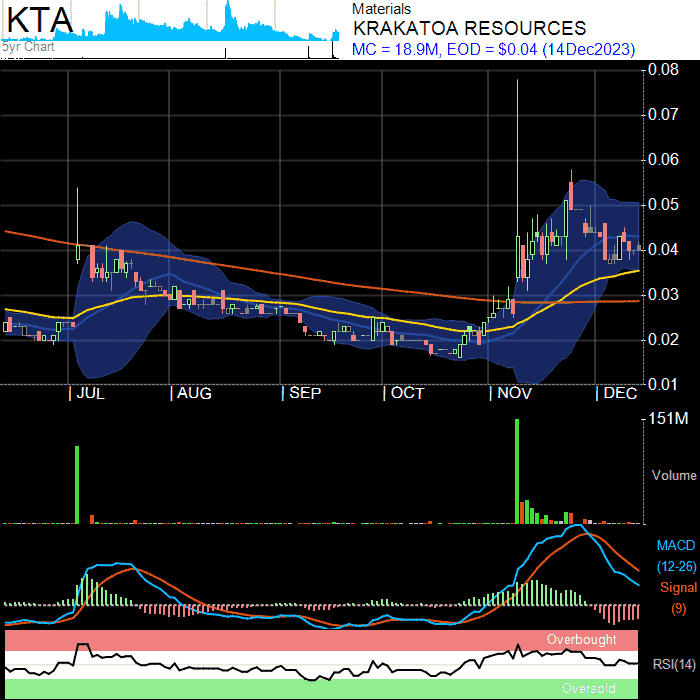 KTA
5yr Chart
Materials
KRAKATOA RESOURCES
MC = 18.9M, EOD = $0.04 (14Dec2023)
0.08
0.07
0.06
0.05
0.04
0.03
0.02
0.01
JUL AUG SEP OCT NOV DEC
151M
Volume
MACD
(12-26)
Signal
(9)
Overbought
RSI(14)
Oversold